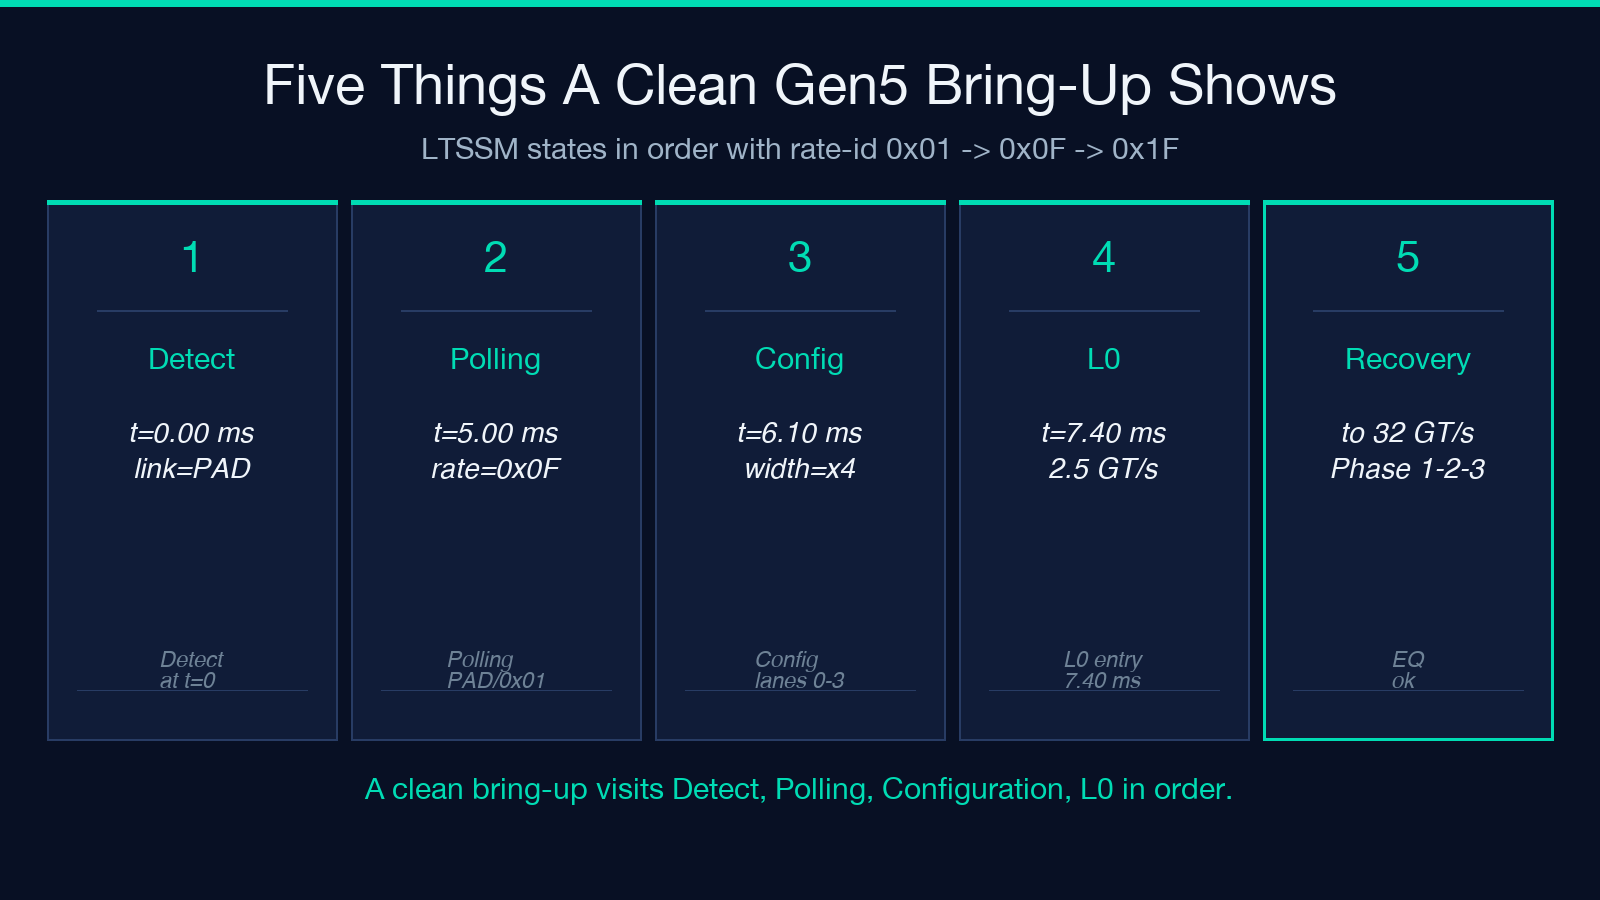 Five Things A Clean Gen5 Bring-Up Shows
LTSSM states in order with rate-id 0x01 -> 0x0F -> 0x1F
1
Detect
t=0.00 ms
link=PAD
Detect
at t=0
2
Polling
t=5.00 ms
rate=0x0F
Polling
PAD/0x01
3
Config
t=6.10 ms
width=x4
Config
lanes 0-3
4
L0
t=7.40 ms
2.5 GT/s
L0 entry
7.40 ms
5
Recovery
to 32 GT/s
Phase 1-2-3
EQ
ok
A clean bring-up visits Detect, Polling, Configuration, L0 in order.